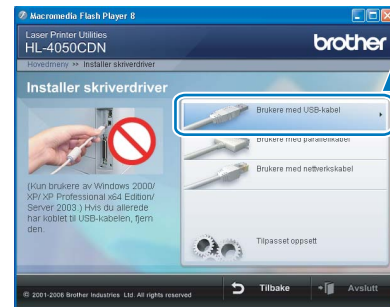 Macromedia Flash Player 8
Laser Printer Utilities
HL-4050CDN
brother
Hovedmeny ›› Installer skriverdriver
Installer skriverdriver
Brukere med USB-kabel
Brukere med parallellkabel
Brukere med nettverkskabel
(Kun brukere av Windows 2000/
XP/ XP Professional x64 Edition/
Server 2003.) Hvis du allerede
har koblet til USB-kabelen, fjern
den.
Tilpasset oppsett
© 2001-2006 Brother Industries Ltd. All rights reserved
Tilbake
Avslutt